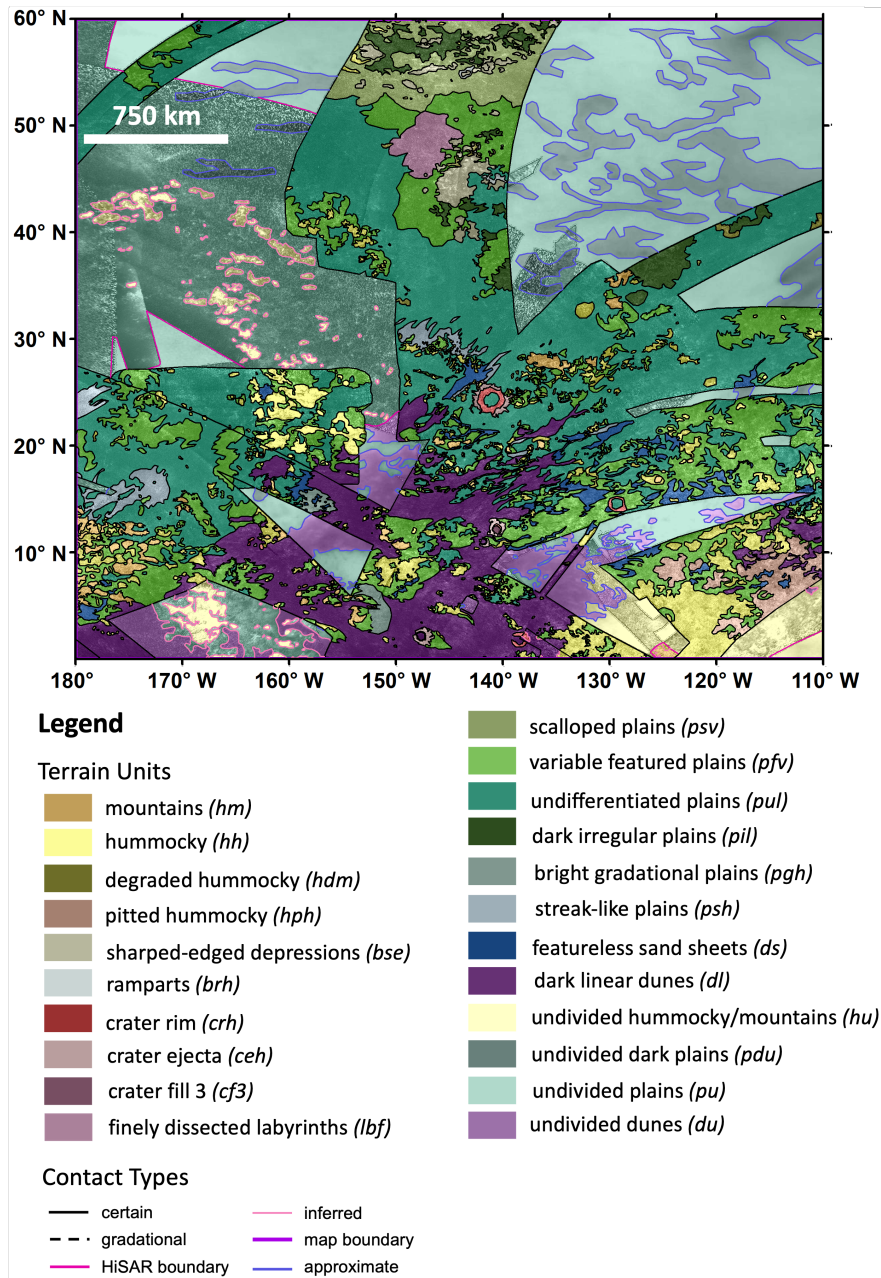 60° N
50° N
40° N
30° N
20° N
10° N
750 km
180° 170° W 160° W 150° W 140° W 130° W 120° W 110° W
Legend
Terrain Units
mountains (hm)
hummocky (hh)
degraded hummocky (hdm)
pitted hummocky (hph)
sharped-edged depressions (bse)
ramparts (brh)
crater rim (crh)
crater ejecta (ceh)
crater fill 3 (cf3)
finely dissected labyrinths (lbf)
scalloped plains (psv)
variable featured plains (pfv)
undifferentiated plains (pul)
dark irregular plains (pil)
bright gradational plains (pgh)
streak-like plains (psh)
featureless sand sheets (ds)
dark linear dunes (dl)
undivided hummocky/mountains (hu)
undivided dark plains (pdu)
undivided plains (pu)
undivided dunes (du)
Contact Types
certain
gradational
HiSAR boundary
inferred
map boundary
approximate